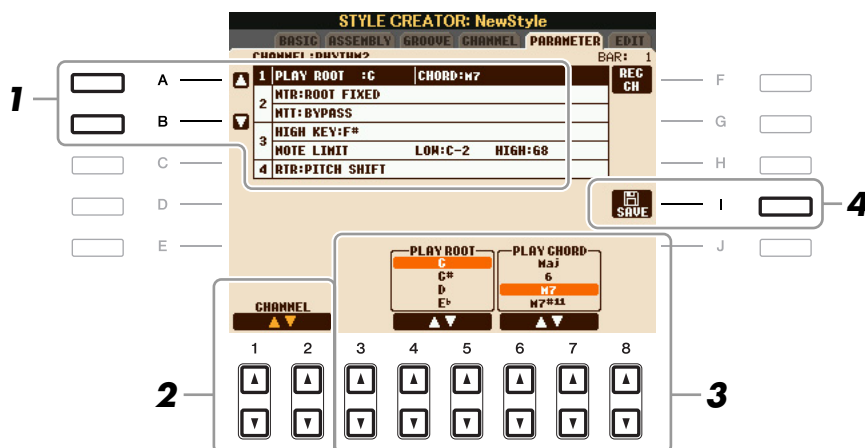 STYLE CREATOR: NewStyle
BASIC ASSEMBLY GROOVE CHANNEL PARAMETER EDIT
CHANNEL:RHYTHM2 BAR: 1
1 PLAY ROOT :C CHORD:M7 REC CH
2 NTR:ROOT FIXED
NTT:BYPASS
3 HIGH KEY:F#
NOTE LIMIT LOW:C-2 HIGH:G8
4 RTR:PITCH SHIFT
A
B
C
D
E
F
G
H
I
J
SAVE
1
4
PLAY ROOT PLAY CHORD
C Maj
C# 6
D M7
E♭ M7#11
CHANNEL
1 2 3 4 5 6 7 8
2
3